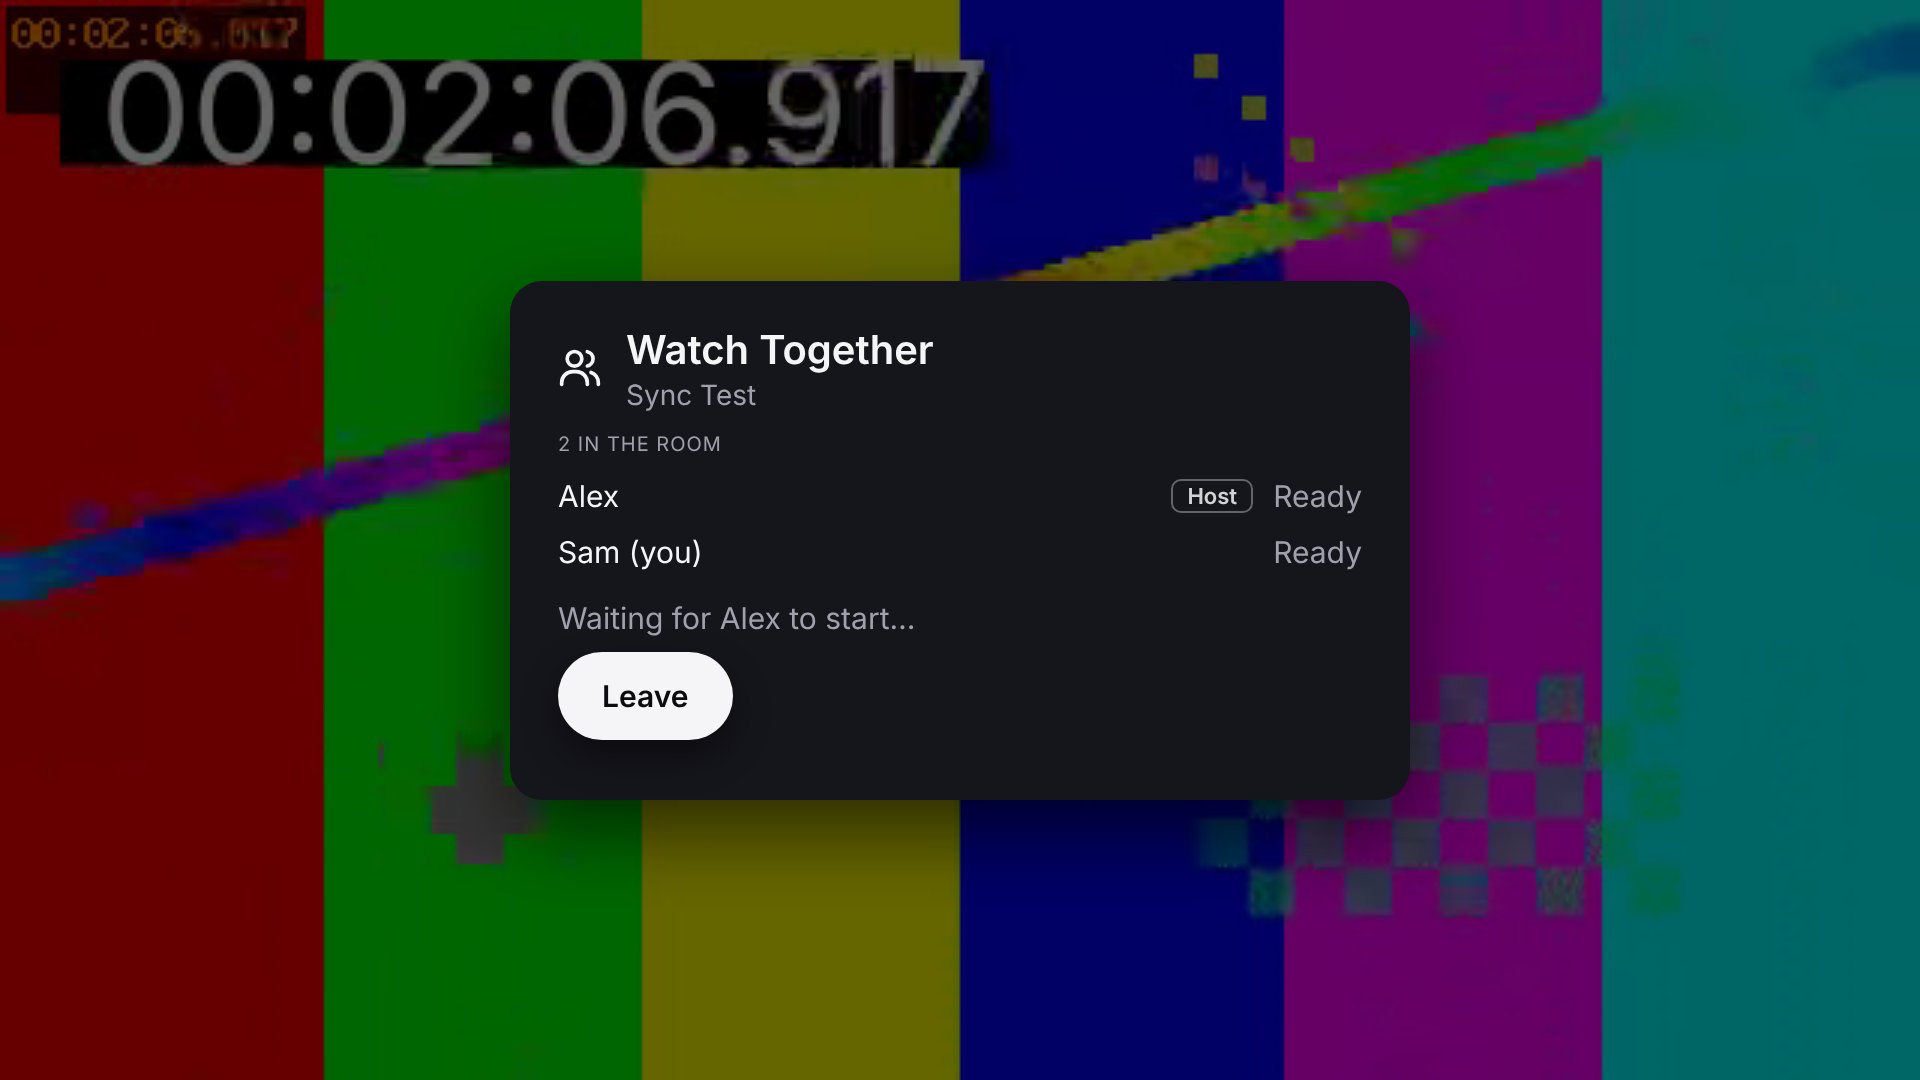 00:02:06.917
Watch Together
Sync Test
2 IN THE ROOM
Alex
Host
Ready
Sam (you)
Ready
Waiting for Alex to start...
Leave